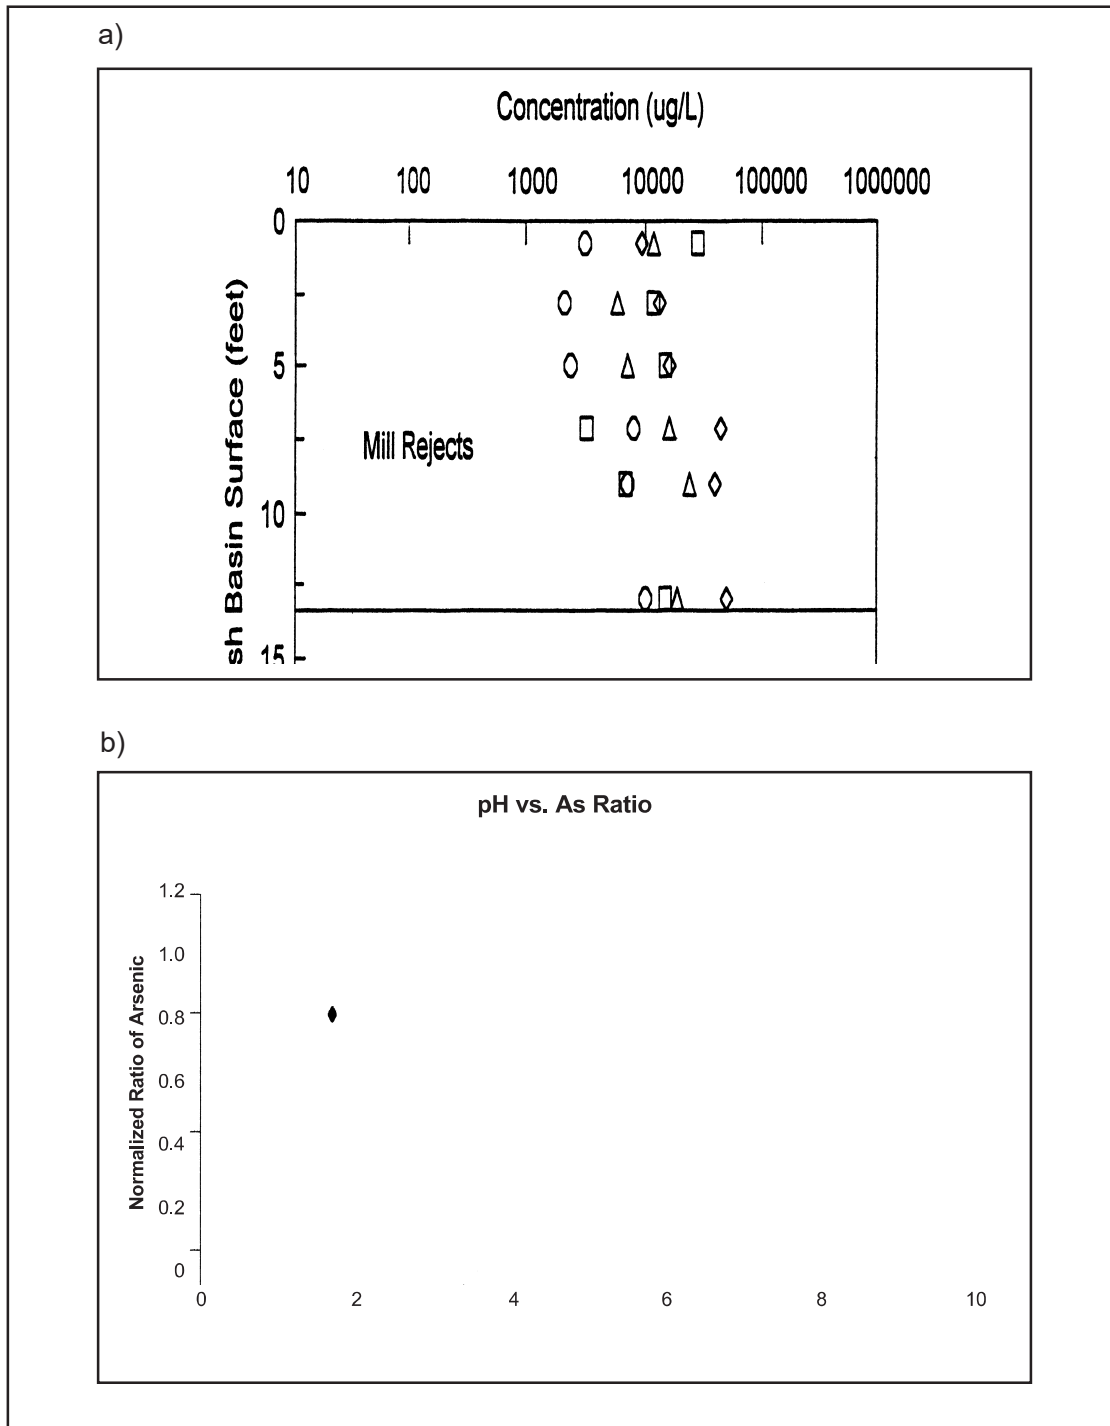 a)
Concentration (ug/L)
10 100 1000 10000 100000 1000000
0
5
10
15
sh Basin Surface (feet)
Mill Rejects
b)
pH vs. As Ratio
Normalized Ratio of Arsenic
1.2
1.0
0.8
0.6
0.4
0.2
0
0 2 4 6 8 10